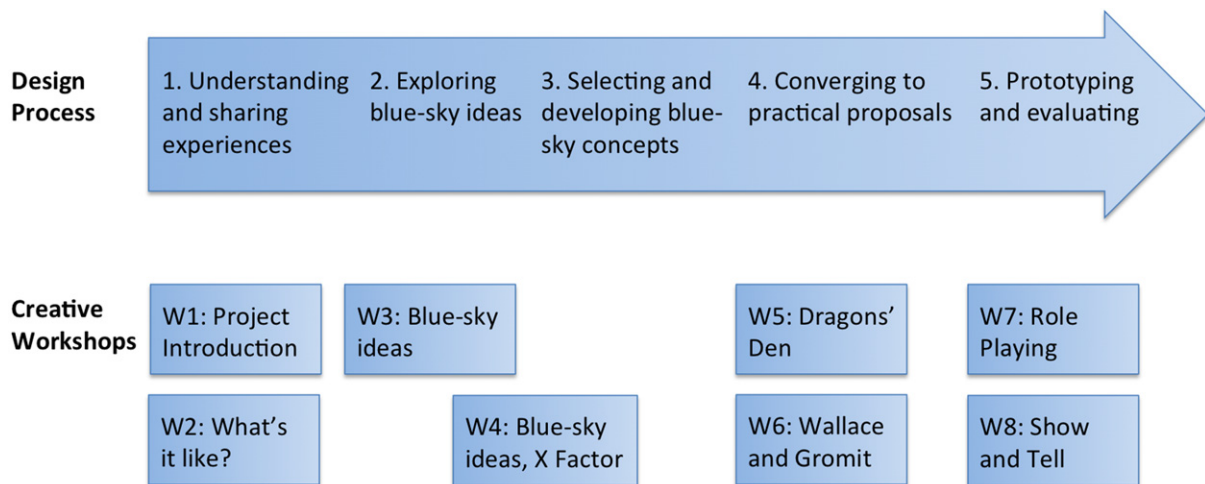 Design
Process
1. Understanding
and sharing
experiences
2. Exploring
blue-sky ideas
3. Selecting and
developing blue-
sky concepts
4. Converging to
practical proposals
5. Prototyping
and evaluating
Creative
Workshops
W1: Project
Introduction
W3: Blue-sky
ideas
W5: Dragons’
Den
W7: Role
Playing
W2: What’s
it like?
W4: Blue-sky
ideas, X Factor
W6: Wallace
and Gromit
W8: Show
and Tell